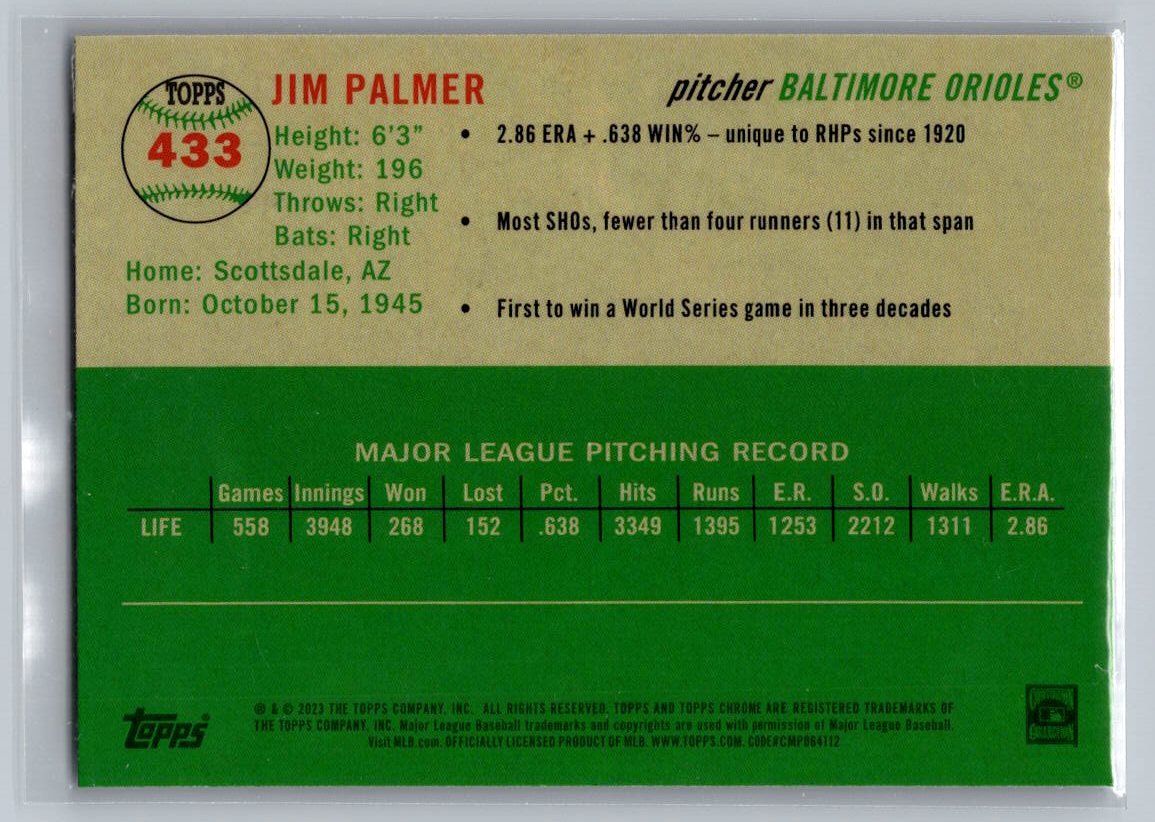 TOPPS
433
JIM PALMER
pitcher BALTIMORE ORIOLES®
Height: 6'3"
Weight: 196
Throws: Right
Bats: Right
Home: Scottsdale, AZ
Born: October 15, 1945
• 2.86 ERA + .638 WIN% – unique to RHPs since 1920
• Most SHOs, fewer than four runners (11) in that span
• First to win a World Series game in three decades
MAJOR LEAGUE PITCHING RECORD
Games Innings Won Lost Pct. Hits Runs E.R. S.O. Walks E.R.A.
LIFE 558 3948 268 152 .638 3349 1395 1253 2212 1311 2.86
topps®
® & © 2023 THE TOPPS COMPANY, INC. ALL RIGHTS RESERVED. TOPPS AND TOPPS CHROME ARE REGISTERED TRADEMARKS OF
THE TOPPS COMPANY, INC. Major League Baseball trademarks and copyrights are used with permission of Major League Baseball.
Visit MLB.com. OFFICIALLY LICENSED PRODUCT OF MLB. WWW.TOPPS.COM. CODE#CMP064112
COLLECTION